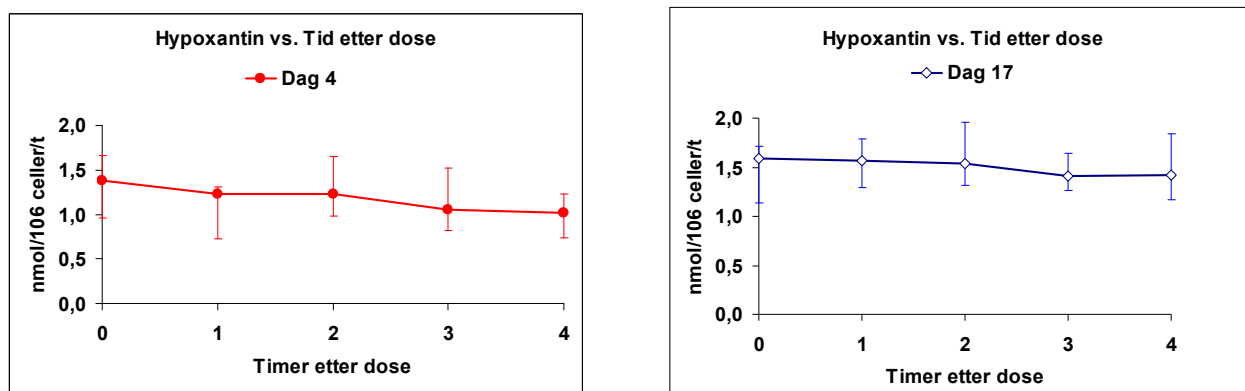 Hypoxantin vs. Tid etter dose
Dag 4
nmol/106 celler/t
2,0
1,5
1,0
0,5
0,0
0 1 2 3 4
Timer etter dose
Hypoxantin vs. Tid etter dose
Dag 17
nmol/106 celler/t
2,0
1,5
1,0
0,5
0,0
0 1 2 3 4
Timer etter dose